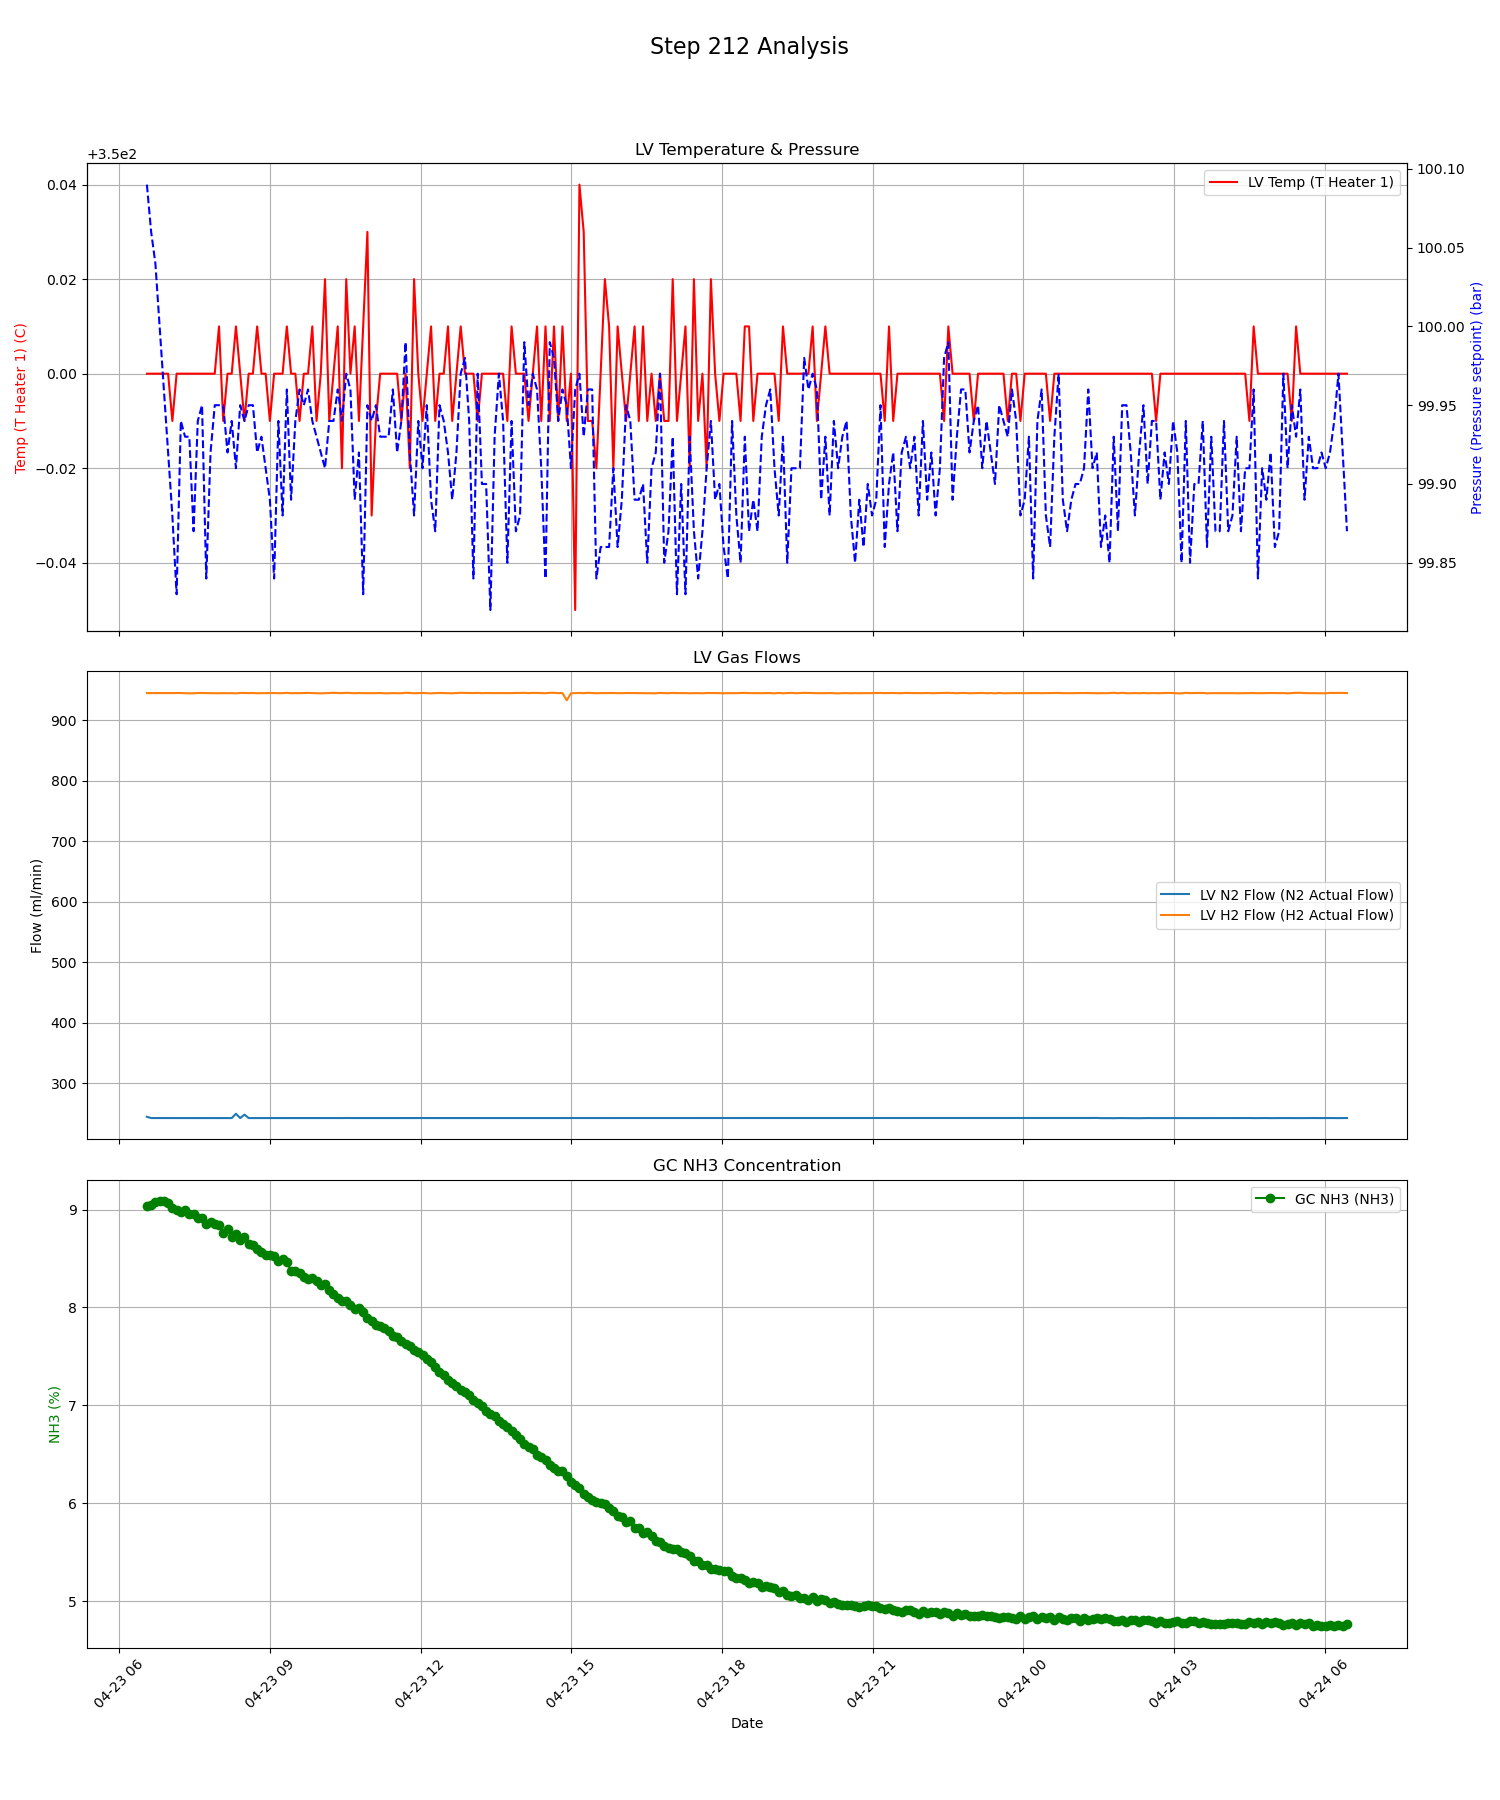 Step 212 Analysis
LV Temperature & Pressure
+3.5e2
0.04
0.02
0.00
−0.02
−0.04
Temp (T Heater 1) (C)
LV Temp (T Heater 1)
100.10
100.05
100.00
99.95
99.90
99.85
Pressure (Pressure setpoint) (bar)
LV Gas Flows
900
800
700
600
500
400
300
Flow (ml/min)
LV N2 Flow (N2 Actual Flow)
LV H2 Flow (H2 Actual Flow)
GC NH3 Concentration
9
8
7
6
5
NH3 (%)
GC NH3 (NH3)
04-23 06
04-23 09
04-23 12
04-23 15
04-23 18
04-23 21
04-24 00
04-24 03
04-24 06
Date